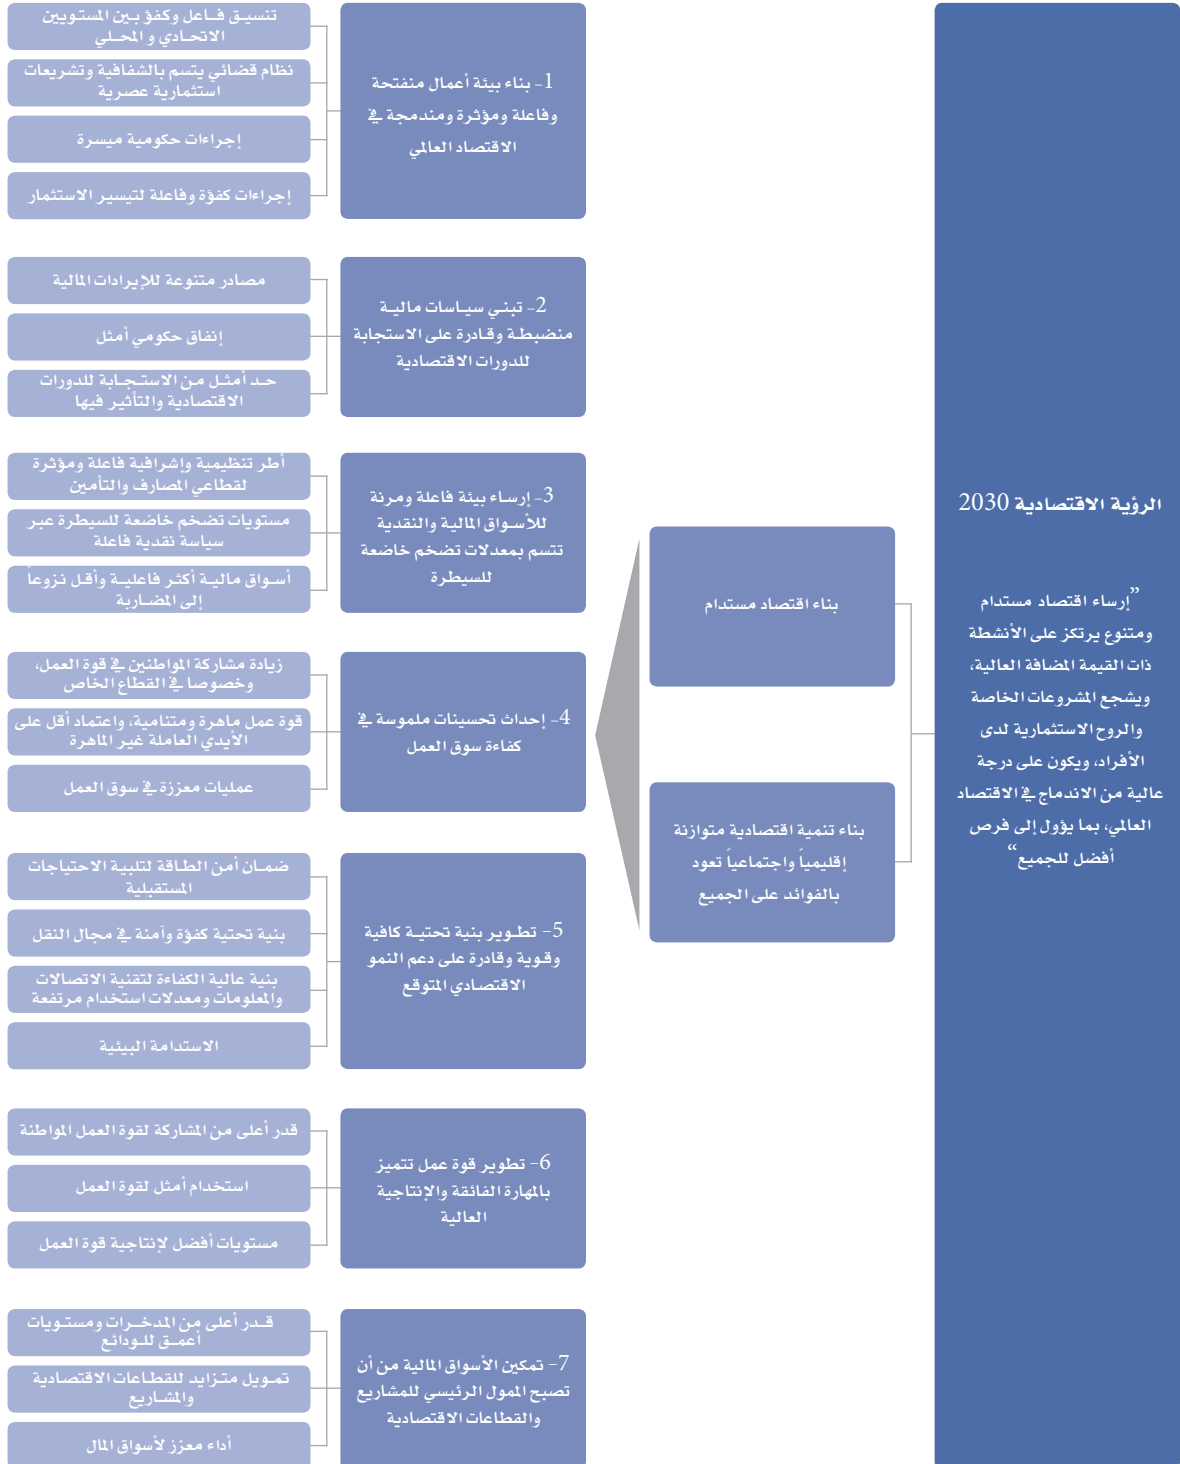 الرؤية الاقتصادية 2030
”إرساء اقتصاد مستدام
ومتنوع يرتكز على الأنشطة
ذات القيمة المضافة العالية،
ويشجع المشروعات الخاصة
والروح الاستثمارية لدى
الأفراد، ويكون على درجة
عالية من الاندماج في الاقتصاد
العالمي، بما يؤول إلى فرص
أفضل للجميع“
بناء اقتصاد مستدام
بناء تنمية اقتصادية متوازنة
إقليمياً واجتماعياً تعود
بالفوائد على الجميع
1- بناء بيئة أعمال منفتحة
وفاعلة ومؤثرة ومندمجة في
الاقتصاد العالمي
تنسيق فاعل وكفؤ بين المستويين
الاتحادي و المحلي
نظام قضائي يتسم بالشفافية وتشريعات
استثمارية عصرية
إجراءات حكومية ميسرة
إجراءات كفؤة وفاعلة لتيسير الاستثمار
2- تبني سياسات مالية
منضبطة وقادرة على الاستجابة
للدورات الاقتصادية
مصادر متنوعة للإيرادات المالية
إنفاق حكومي أمثل
حد أمثل من الاستجابة للدورات
الاقتصادية والتأثير فيها
3- إرساء بيئة فاعلة ومرنة
للأسواق المالية والنقدية
تتسم بمعدلات تضخم خاضعة
للسيطرة
أطر تنظيمية وإشرافية فاعلة ومؤثرة
لقطاعي المصارف والتأمين
مستويات تضخم خاضعة للسيطرة عبر
سياسة نقدية فاعلة
أسواق مالية أكثر فاعلية وأقل نزوعاً
إلى المضاربة
4- إحداث تحسينات ملموسة في
كفاءة سوق العمل
زيادة مشاركة المواطنين في قوة العمل،
وخصوصا في القطاع الخاص
قوة عمل ماهرة ومتنامية، واعتماد أقل على
الأيدي العاملة غير الماهرة
عمليات معززة في سوق العمل
5- تطوير بنية تحتية كافية
وقوية وقادرة على دعم النمو
الاقتصادي المتوقع
ضمان أمن الطاقة لتلبية الاحتياجات
المستقبلية
بنية تحتية كفؤة وآمنة في مجال النقل
بنية عالية الكفاءة لتقنية الاتصالات
والمعلومات ومعدلات استخدام مرتفعة
الاستدامة البيئية
6- تطوير قوة عمل تتميز
بالمهارة الفائقة والإنتاجية
العالية
قدر أعلى من المشاركة لقوة العمل المواطنة
استخدام أمثل لقوة العمل
مستويات أفضل لإنتاجية قوة العمل
7- تمكين الأسواق المالية من أن
تصبح الممول الرئيسي للمشاريع
والقطاعات الاقتصادية
قدر أعلى من المدخرات ومستويات
أعمق للودائع
تمويل متزايد للقطاعات الاقتصادية
والمشاريع
أداء معزز لأسواق المال